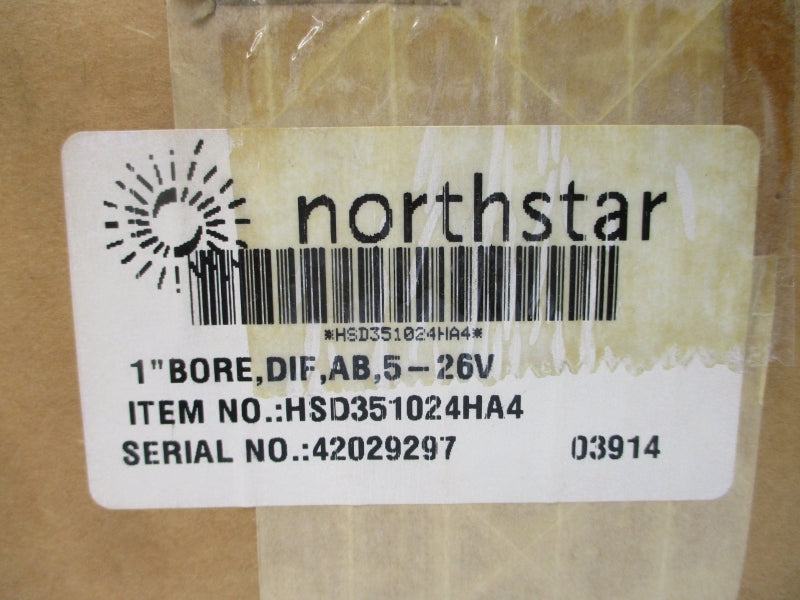 northstar
*HSD351024HA4*
1"BORE,DIF,AB,5-26V
ITEM NO.:HSD351024HA4
SERIAL NO.:42029297 03914